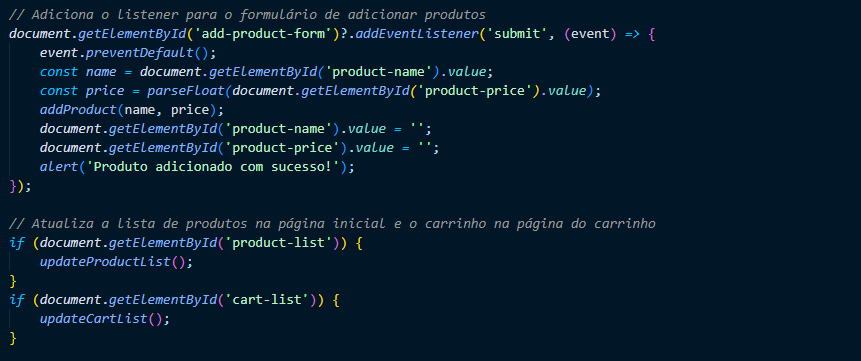 // Adiciona o listener para o formulário de adicionar produtos
document.getElementById('add-product-form')?.addEventListener('submit', (event) => {
    event.preventDefault();
    const name = document.getElementById('product-name').value;
    const price = parseFloat(document.getElementById('product-price').value);
    addProduct(name, price);
    document.getElementById('product-name').value = '';
    document.getElementById('product-price').value = '';
    alert('Produto adicionado com sucesso!');
});

// Atualiza a lista de produtos na página inicial e o carrinho na página do carrinho
if (document.getElementById('product-list')) {
    updateProductList();
}
if (document.getElementById('cart-list')) {
    updateCartList();
}